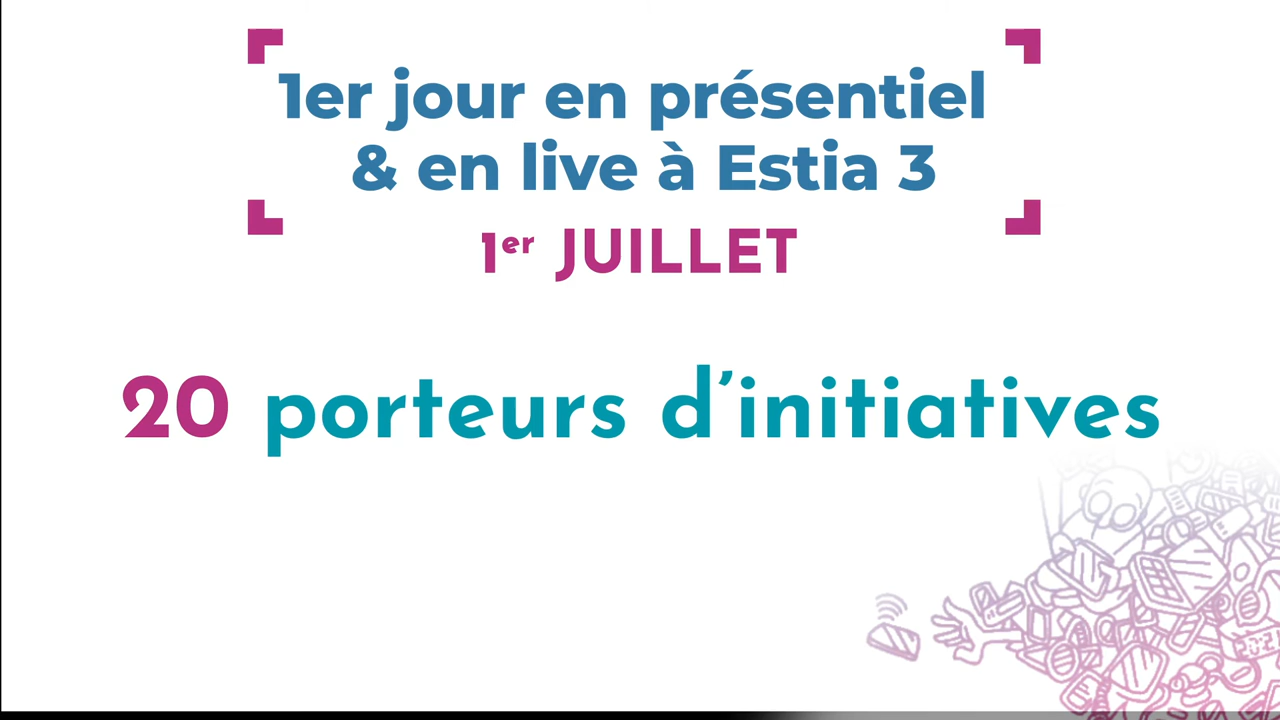 1er jour en présentiel
& en live à Estia 3
1er JUILLET
20 porteurs d’initiatives